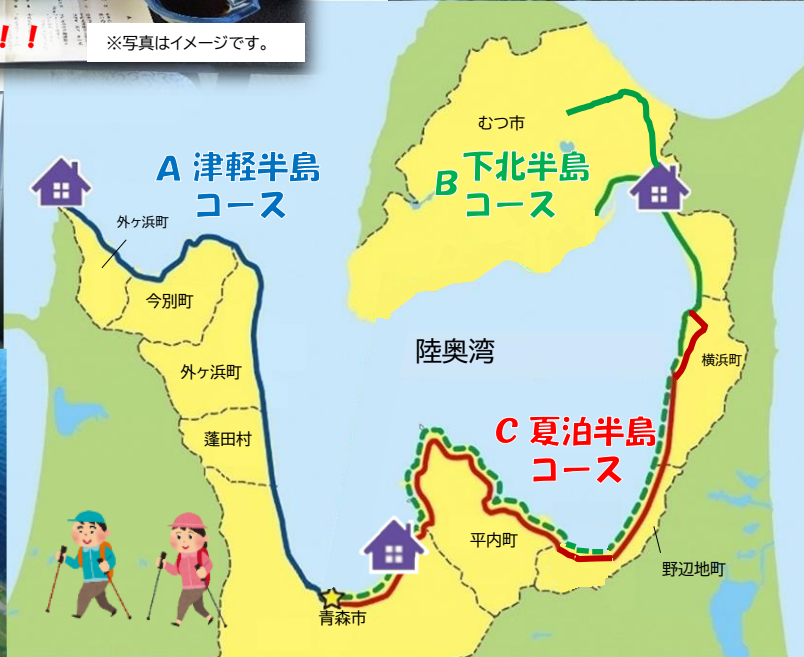 ！！
※写真はイメージです。
むつ市
A 津軽半島
コース
B 下北半島
コース
外ヶ浜町
今別町
陸奥湾
横浜町
外ヶ浜町
C 夏泊半島
コース
蓬田村
平内町
野辺地町
青森市